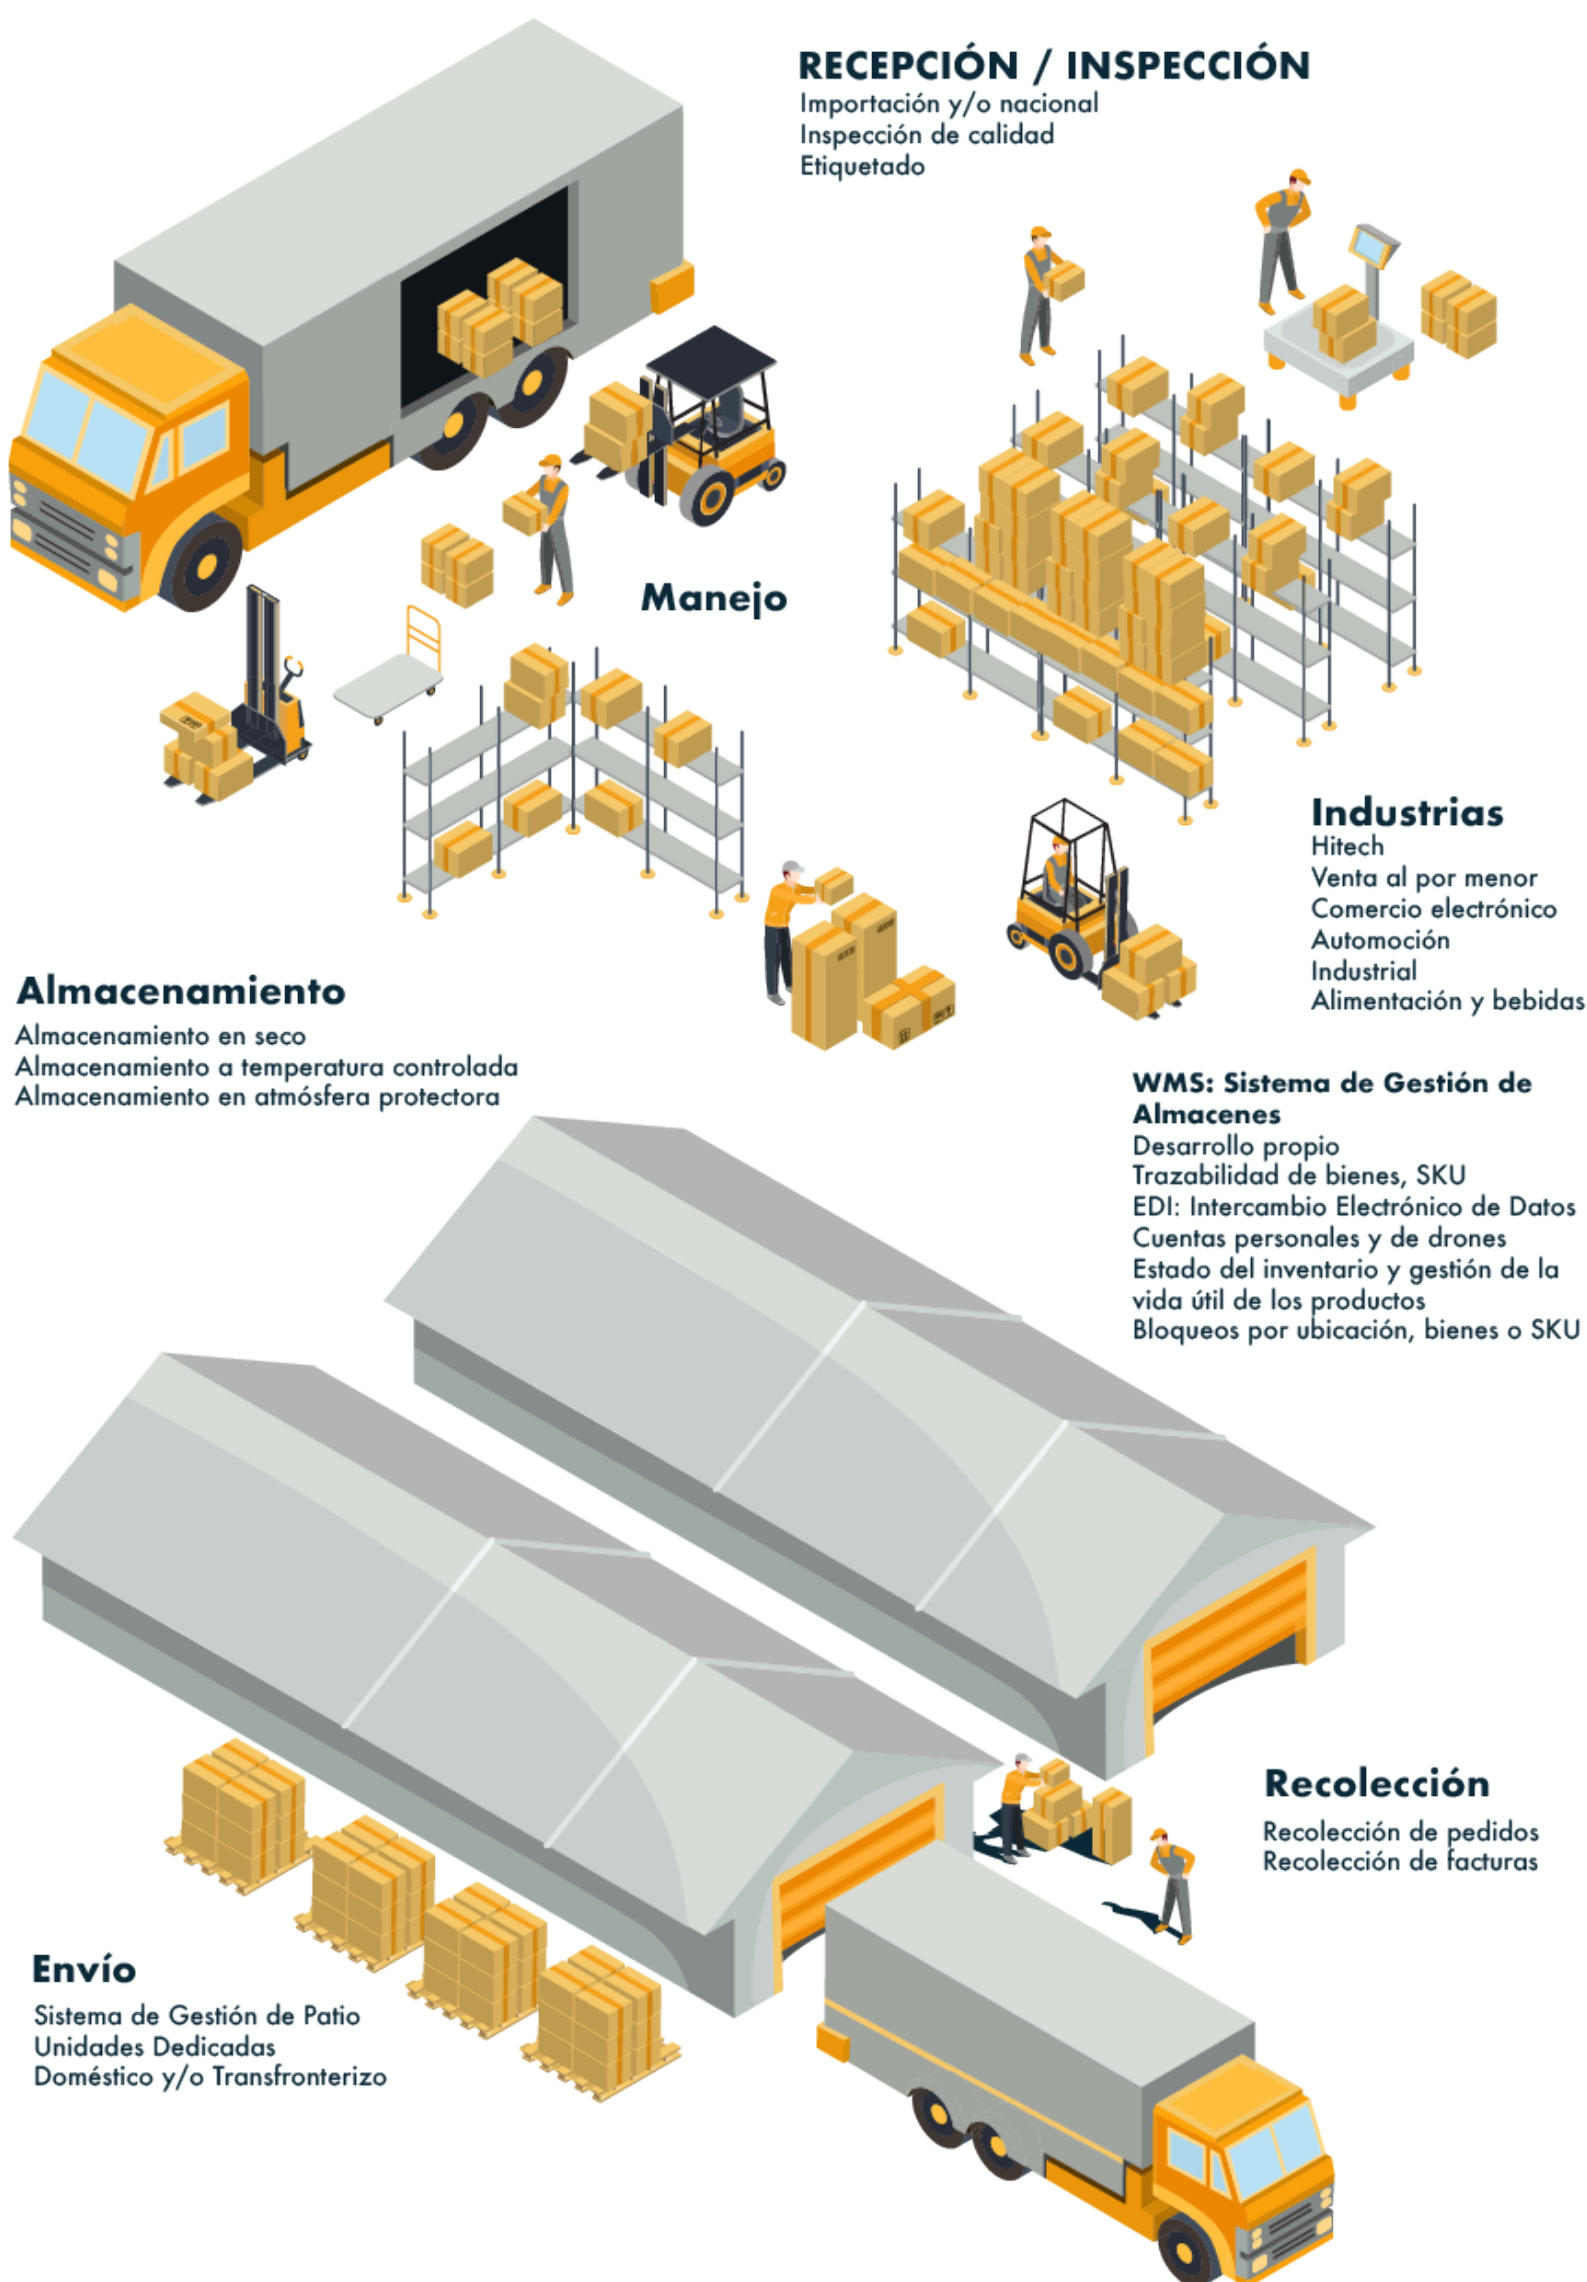 RECEPCIÓN / INSPECCIÓN
Importación y/o nacional
Inspección de calidad
Etiquetado
Manejo
Industrias
Hitech
Venta al por menor
Comercio electrónico
Automoción
Industrial
Alimentación y bebidas
Almacenamiento
Almacenamiento en seco
Almacenamiento a temperatura controlada
Almacenamiento en atmósfera protectora
WMS: Sistema de Gestión de
Almacenes
Desarrollo propio
Trazabilidad de bienes, SKU
EDI: Intercambio Electrónico de Datos
Cuentas personales y de drones
Estado del inventario y gestión de la
vida útil de los productos
Bloqueos por ubicación, bienes o SKU
Recolección
Recolección de pedidos
Recolección de facturas
Envío
Sistema de Gestión de Patio
Unidades Dedicadas
Doméstico y/o Transfronterizo